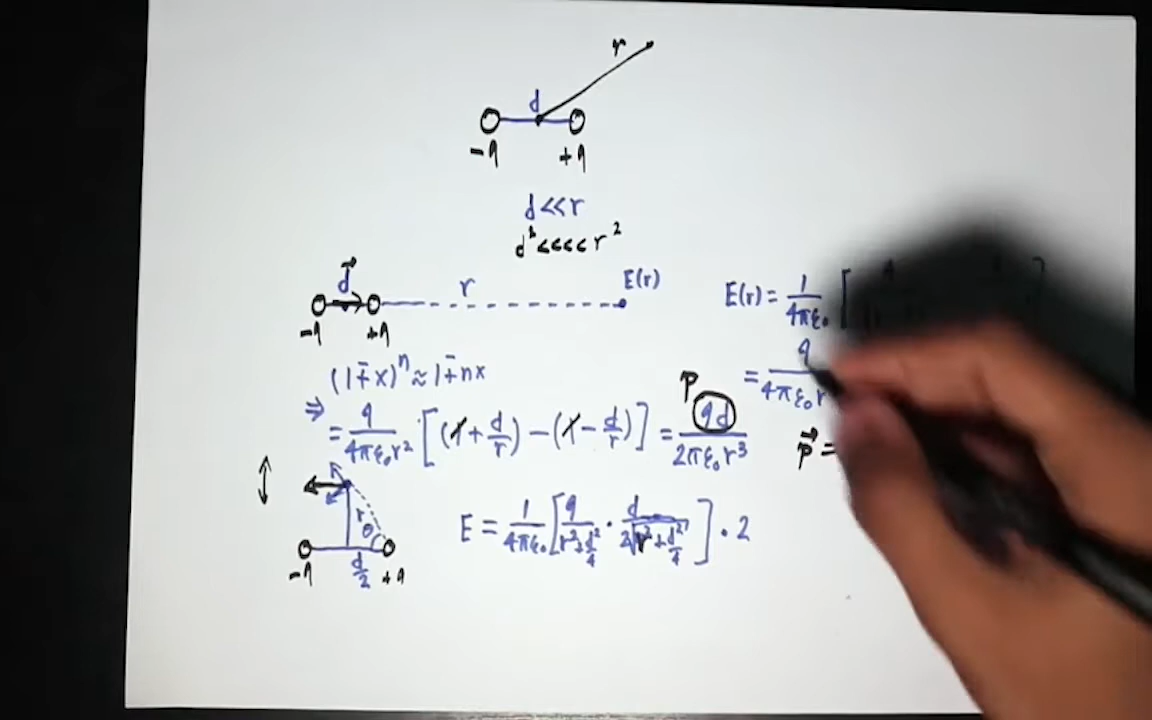 r
d
-q +q
d<<r
d²<<<<r²
d⃗ r E(r)
-q +q
E(r) = 1/4πε₀ [
(1∓x)ⁿ ≈ 1∓nx
= q/4πε₀r
⇒ = q/4πε₀r² [(1+d/r)-(1-d/r)] = qd/2πε₀r³
p
p⃗ =
r θ
-q d/2 +q
E = 1/4πε₀ [q/r²+d²/4 · d/2√r²+d²/4] · 2